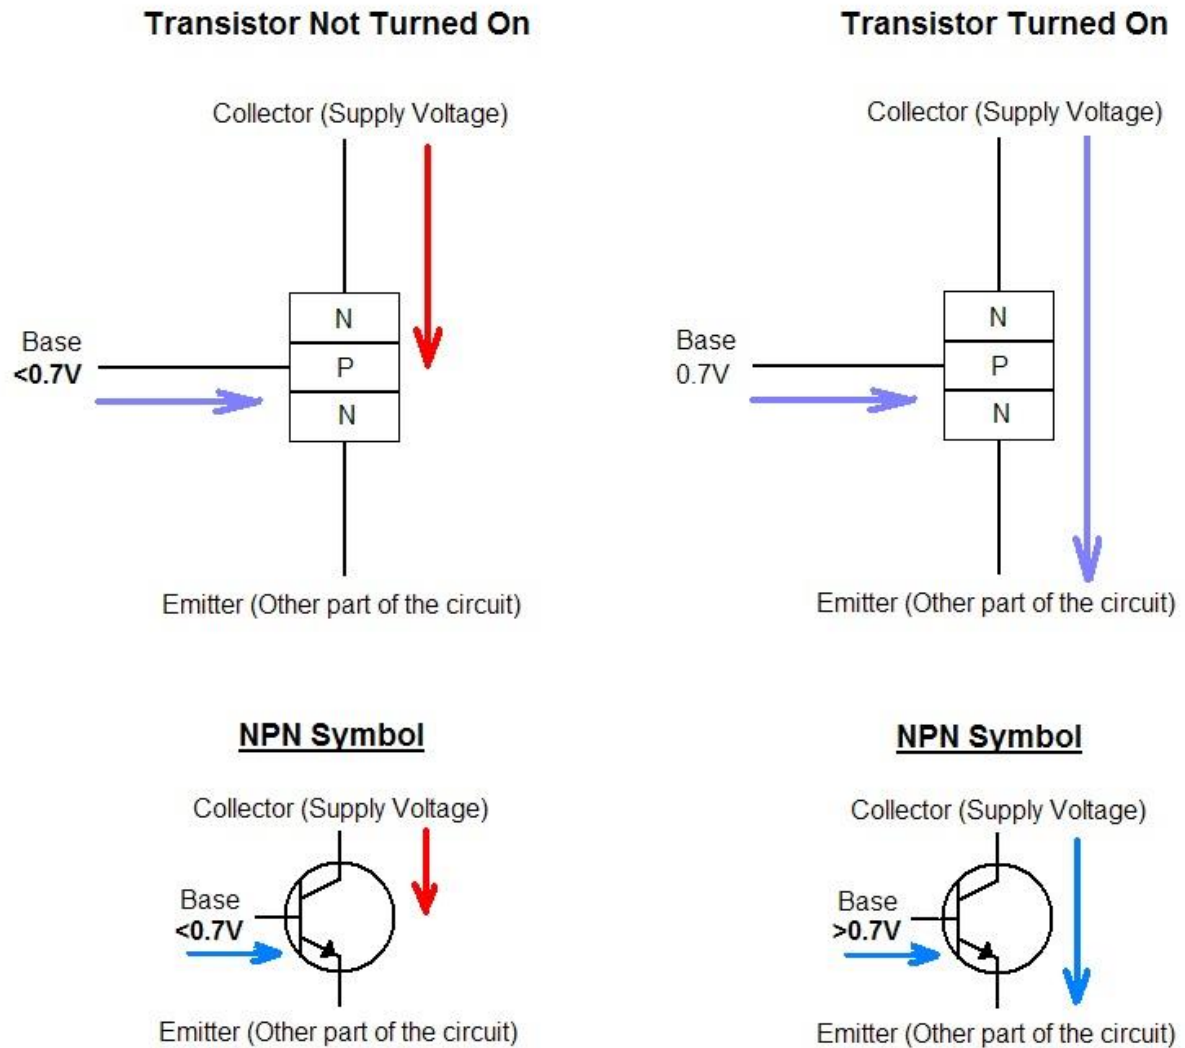 Transistor Not Turned On
Collector (Supply Voltage)
N
Base
P
<0.7V
N
Emitter (Other part of the circuit)
NPN Symbol
Collector (Supply Voltage)
Base
<0.7V
Emitter (Other part of the circuit)
Transistor Turned On
Collector (Supply Voltage)
N
Base
P
0.7V
N
Emitter (Other part of the circuit)
NPN Symbol
Collector (Supply Voltage)
Base
>0.7V
Emitter (Other part of the circuit)